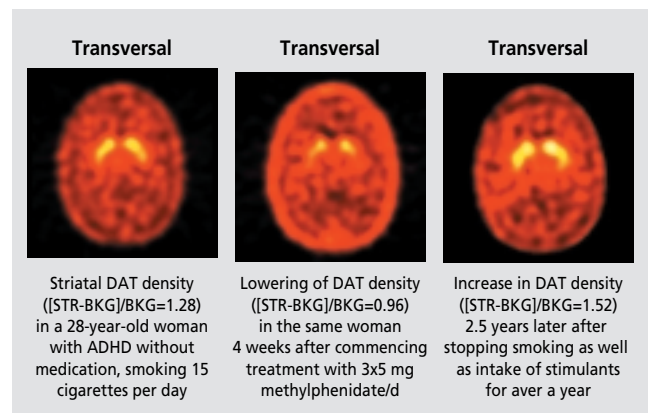 Transversal
Striatal DAT density
([STR-BKG]/BKG=1.28)
in a 28-year-old woman
with ADHD without
medication, smoking 15
cigarettes per day
Transversal
Lowering of DAT density
([STR-BKG]/BKG=0.96)
in the same woman
4 weeks after commencing
treatment with 3x5 mg
methylphenidate/d
Transversal
Increase in DAT density
([STR-BKG]/BKG=1.52)
2.5 years later after
stopping smoking as well
as intake of stimulants
for aver a year